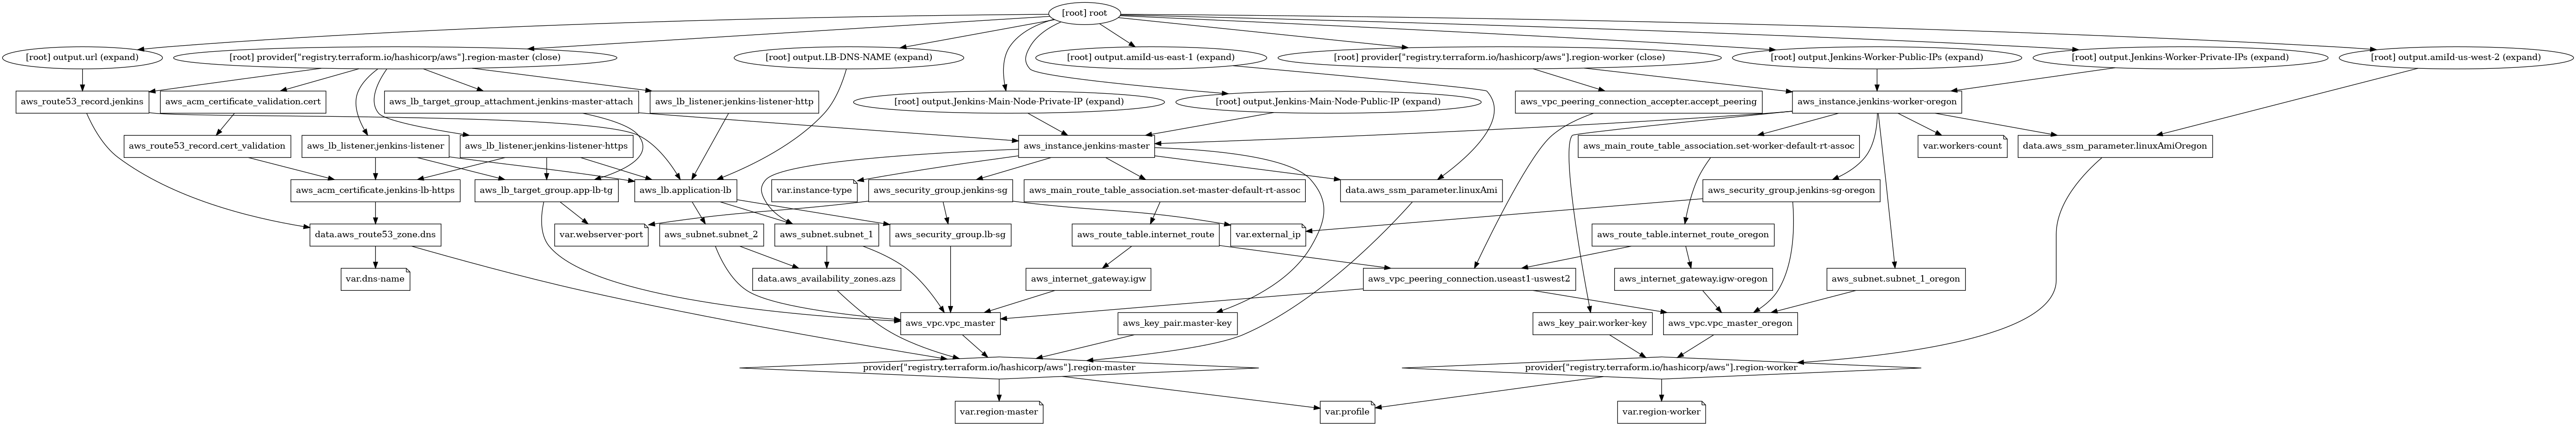 [root] root
[root] output.url (expand)
[root] provider["registry.terraform.io/hashicorp/aws"].region-master (close)
[root] output.LB-DNS-NAME (expand)
[root] output.amiId-us-east-1 (expand)
[root] provider["registry.terraform.io/hashicorp/aws"].region-worker (close)
[root] output.Jenkins-Worker-Public-IPs (expand)
[root] output.Jenkins-Worker-Private-IPs (expand)
[root] output.amiId-us-west-2 (expand)
aws_route53_record.jenkins
aws_acm_certificate_validation.cert
aws_lb_target_group_attachment.jenkins-master-attach
aws_lb_listener.jenkins-listener-http
[root] output.Jenkins-Main-Node-Private-IP (expand)
[root] output.Jenkins-Main-Node-Public-IP (expand)
aws_vpc_peering_connection_accepter.accept_peering
aws_instance.jenkins-worker-oregon
aws_route53_record.cert_validation
aws_lb_listener.jenkins-listener
aws_lb_listener.jenkins-listener-https
aws_instance.jenkins-master
aws_main_route_table_association.set-worker-default-rt-assoc
var.workers-count
data.aws_ssm_parameter.linuxAmiOregon
aws_acm_certificate.jenkins-lb-https
aws_lb_target_group.app-lb-tg
aws_lb.application-lb
var.instance-type
aws_security_group.jenkins-sg
aws_main_route_table_association.set-master-default-rt-assoc
data.aws_ssm_parameter.linuxAmi
aws_security_group.jenkins-sg-oregon
data.aws_route53_zone.dns
var.webserver-port
aws_subnet.subnet_2
aws_subnet.subnet_1
aws_security_group.lb-sg
aws_route_table.internet_route
var.external_ip
aws_route_table.internet_route_oregon
var.dns-name
data.aws_availability_zones.azs
aws_internet_gateway.igw
aws_vpc_peering_connection.useast1-uswest2
aws_internet_gateway.igw-oregon
aws_subnet.subnet_1_oregon
aws_vpc.vpc_master
aws_key_pair.master-key
aws_key_pair.worker-key
aws_vpc.vpc_master_oregon
provider["registry.terraform.io/hashicorp/aws"].region-master
provider["registry.terraform.io/hashicorp/aws"].region-worker
var.region-master
var.profile
var.region-worker